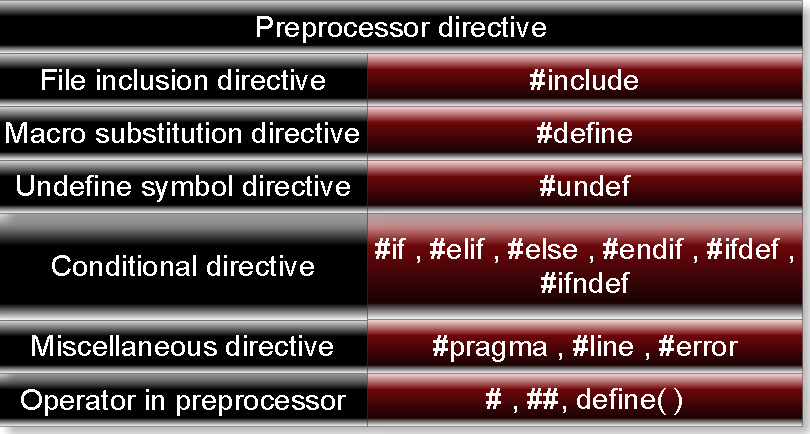 Preprocessor directive
File inclusion directive #include
Macro substitution directive #define
Undefine symbol directive #undef
Conditional directive #if , #elif , #else , #endif , #ifdef ,
#ifndef
Miscellaneous directive #pragma , #line , #error
Operator in preprocessor # , ##, define( )